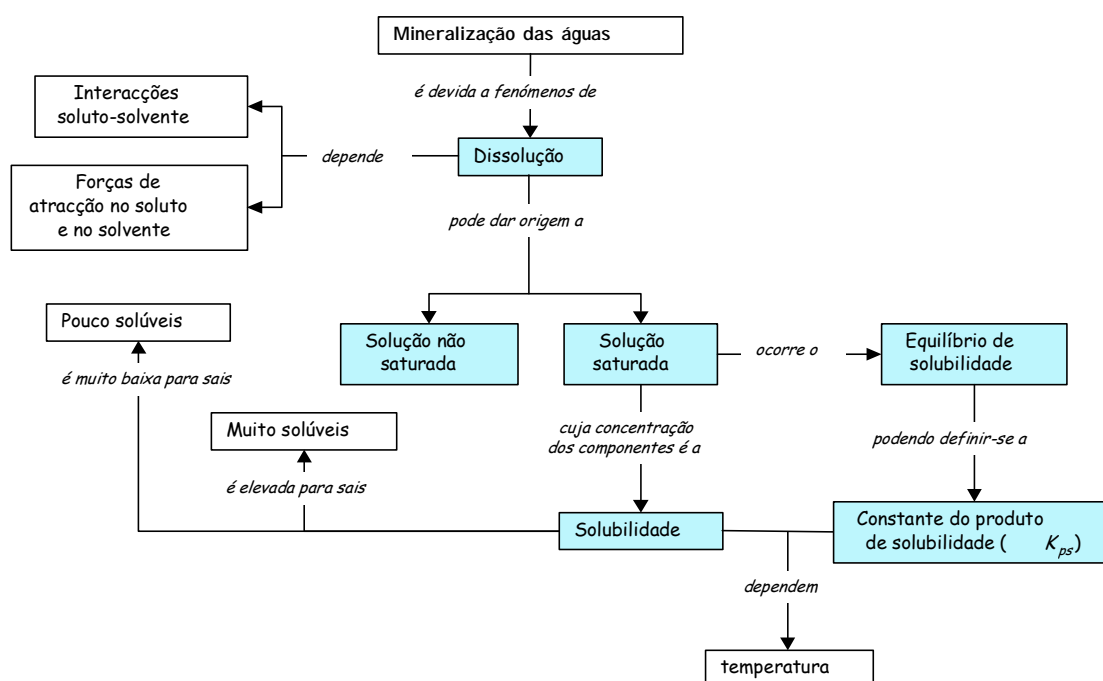 Mineralização das águas
é devida a fenómenos de
Interacções
soluto-solvente
depende
Dissolução
Forças de
atracção no soluto
e no solvente
pode dar origem a
Pouco solúveis
Solução não
saturada
Solução
saturada
ocorre o
Equilíbrio de
solubilidade
é muito baixa para sais
Muito solúveis
cuja concentração
dos componentes é a
podendo definir-se a
é elevada para sais
Solubilidade
Constante do produto
de solubilidade ( Kps)
dependem
temperatura